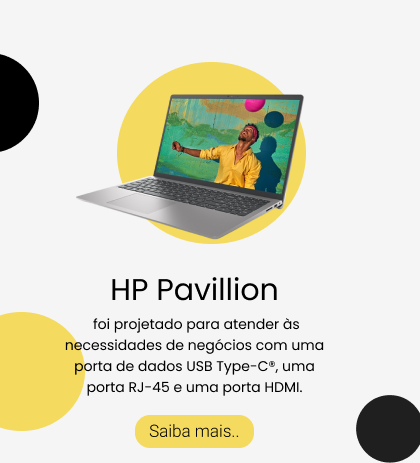 HP Pavillion
foi projetado para atender às
necessidades de negócios com uma
porta de dados USB Type-C®, uma
porta RJ-45 e uma porta HDMI.
Saiba mais..